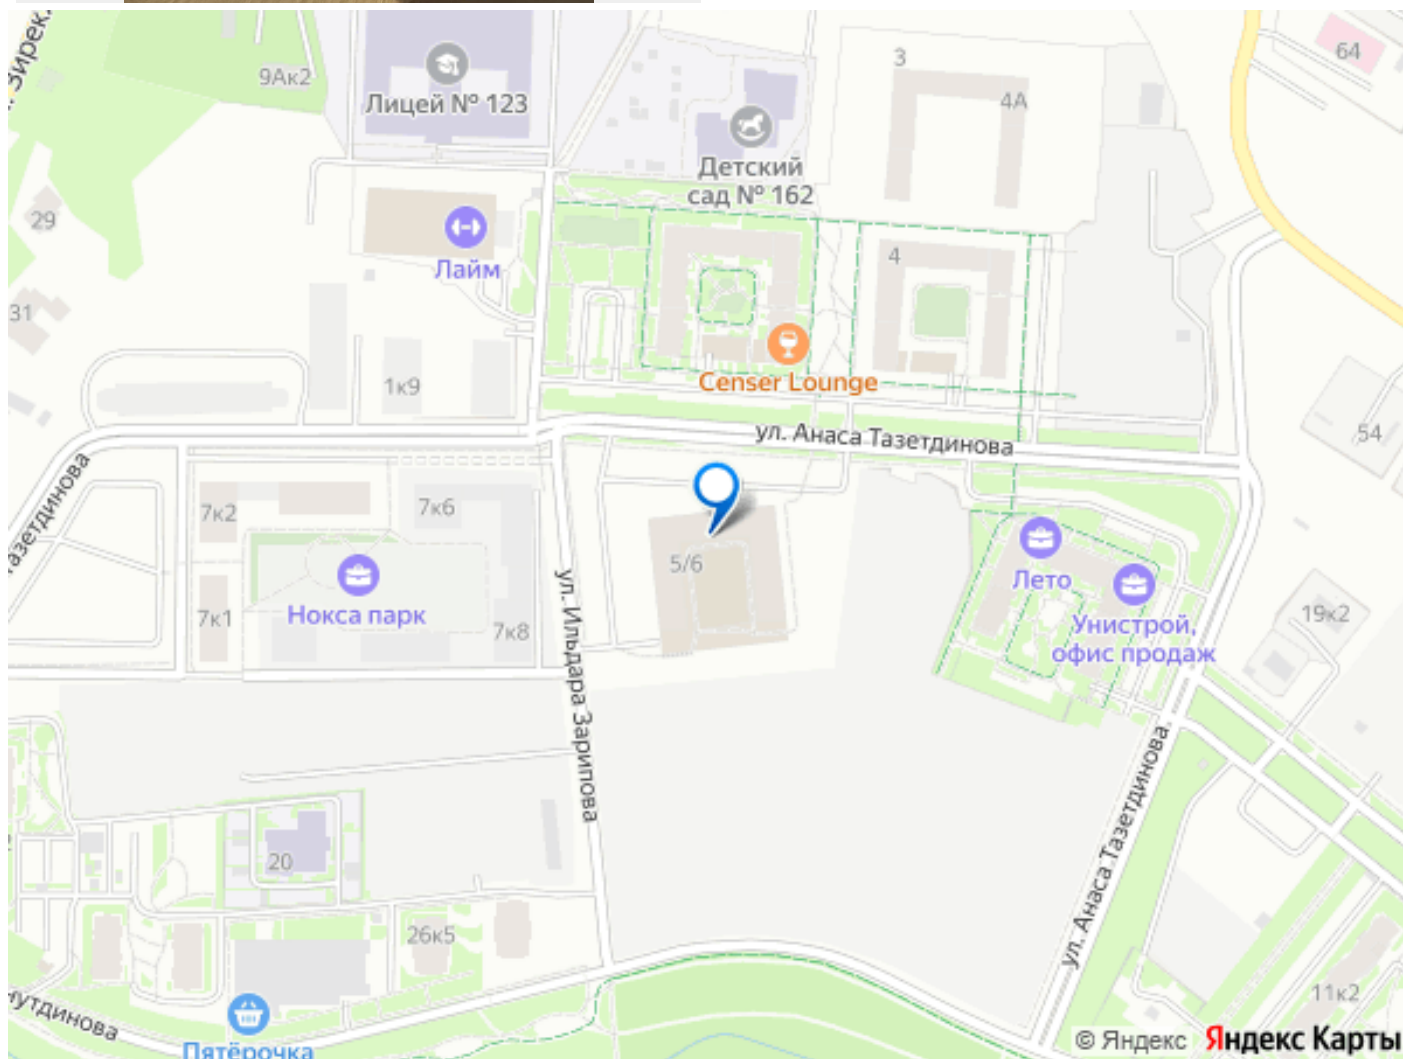 Зирек
64
9Ак2
Лицей № 123
3
4А
Детский
сад № 162
29
Лайм
4
31
Censer Lounge
1к9
ул. Анаса Тазетдинова
54
Тазетдинова
7к2
7к6
5/6
Лето
Нокса парк
7к1
7к8
Унистрой,
офис продаж
19к2
ул. Ильдара Зарипова
ул. Анаса Тазетдинова
20
26к5
11к2
нутдинова
Пятёрочка
© Яндекс Яндекс Карты